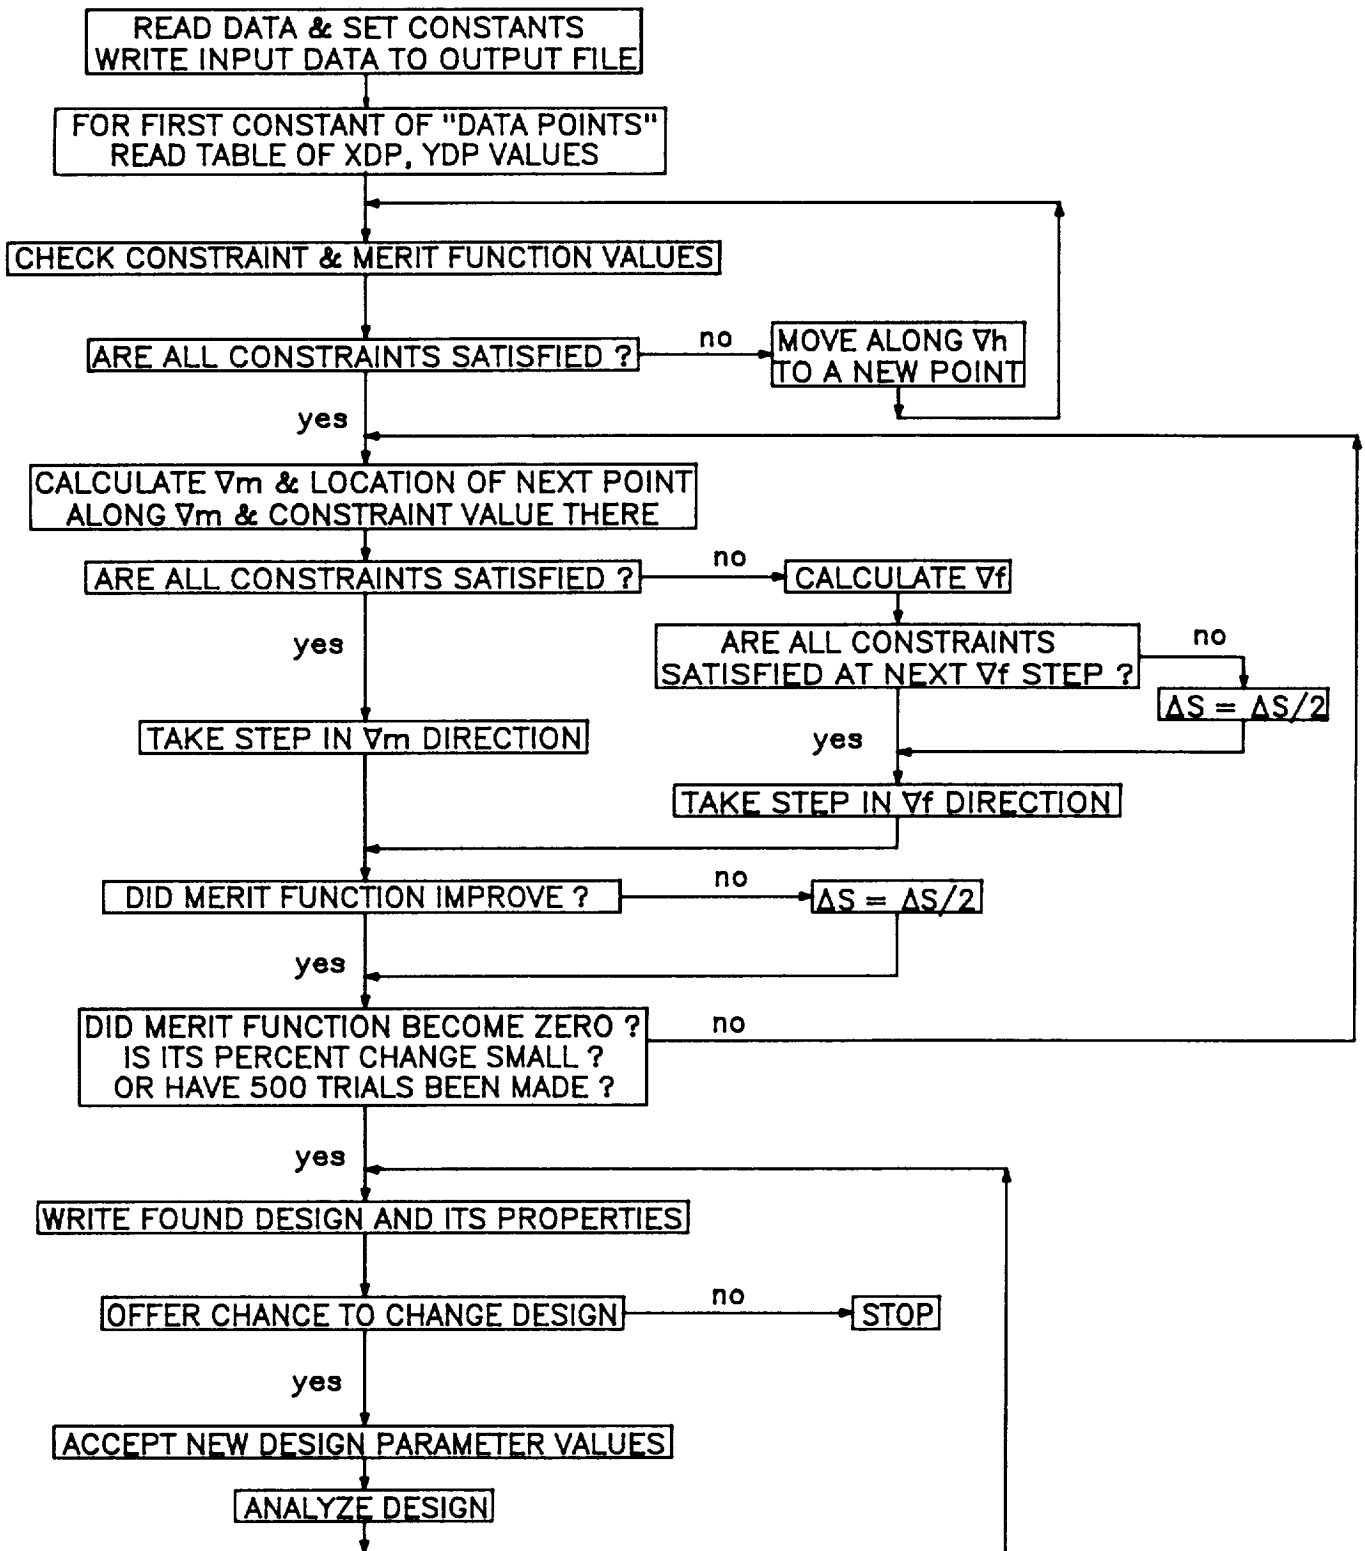 READ DATA & SET CONSTANTS
WRITE INPUT DATA TO OUTPUT FILE
FOR FIRST CONSTANT OF "DATA POINTS"
READ TABLE OF XDP, YDP VALUES
CHECK CONSTRAINT & MERIT FUNCTION VALUES
ARE ALL CONSTRAINTS SATISFIED ?
no
MOVE ALONG ∇h
TO A NEW POINT
yes
CALCULATE ∇m & LOCATION OF NEXT POINT
ALONG ∇m & CONSTRAINT VALUE THERE
ARE ALL CONSTRAINTS SATISFIED ?
no
CALCULATE ∇f
yes
ARE ALL CONSTRAINTS
SATISFIED AT NEXT ∇f STEP ?
no
ΔS = ΔS/2
TAKE STEP IN ∇m DIRECTION
yes
TAKE STEP IN ∇f DIRECTION
DID MERIT FUNCTION IMPROVE ?
no
ΔS = ΔS/2
yes
DID MERIT FUNCTION BECOME ZERO ?
IS ITS PERCENT CHANGE SMALL ?
OR HAVE 500 TRIALS BEEN MADE ?
no
yes
WRITE FOUND DESIGN AND ITS PROPERTIES
OFFER CHANCE TO CHANGE DESIGN
no
STOP
yes
ACCEPT NEW DESIGN PARAMETER VALUES
ANALYZE DESIGN